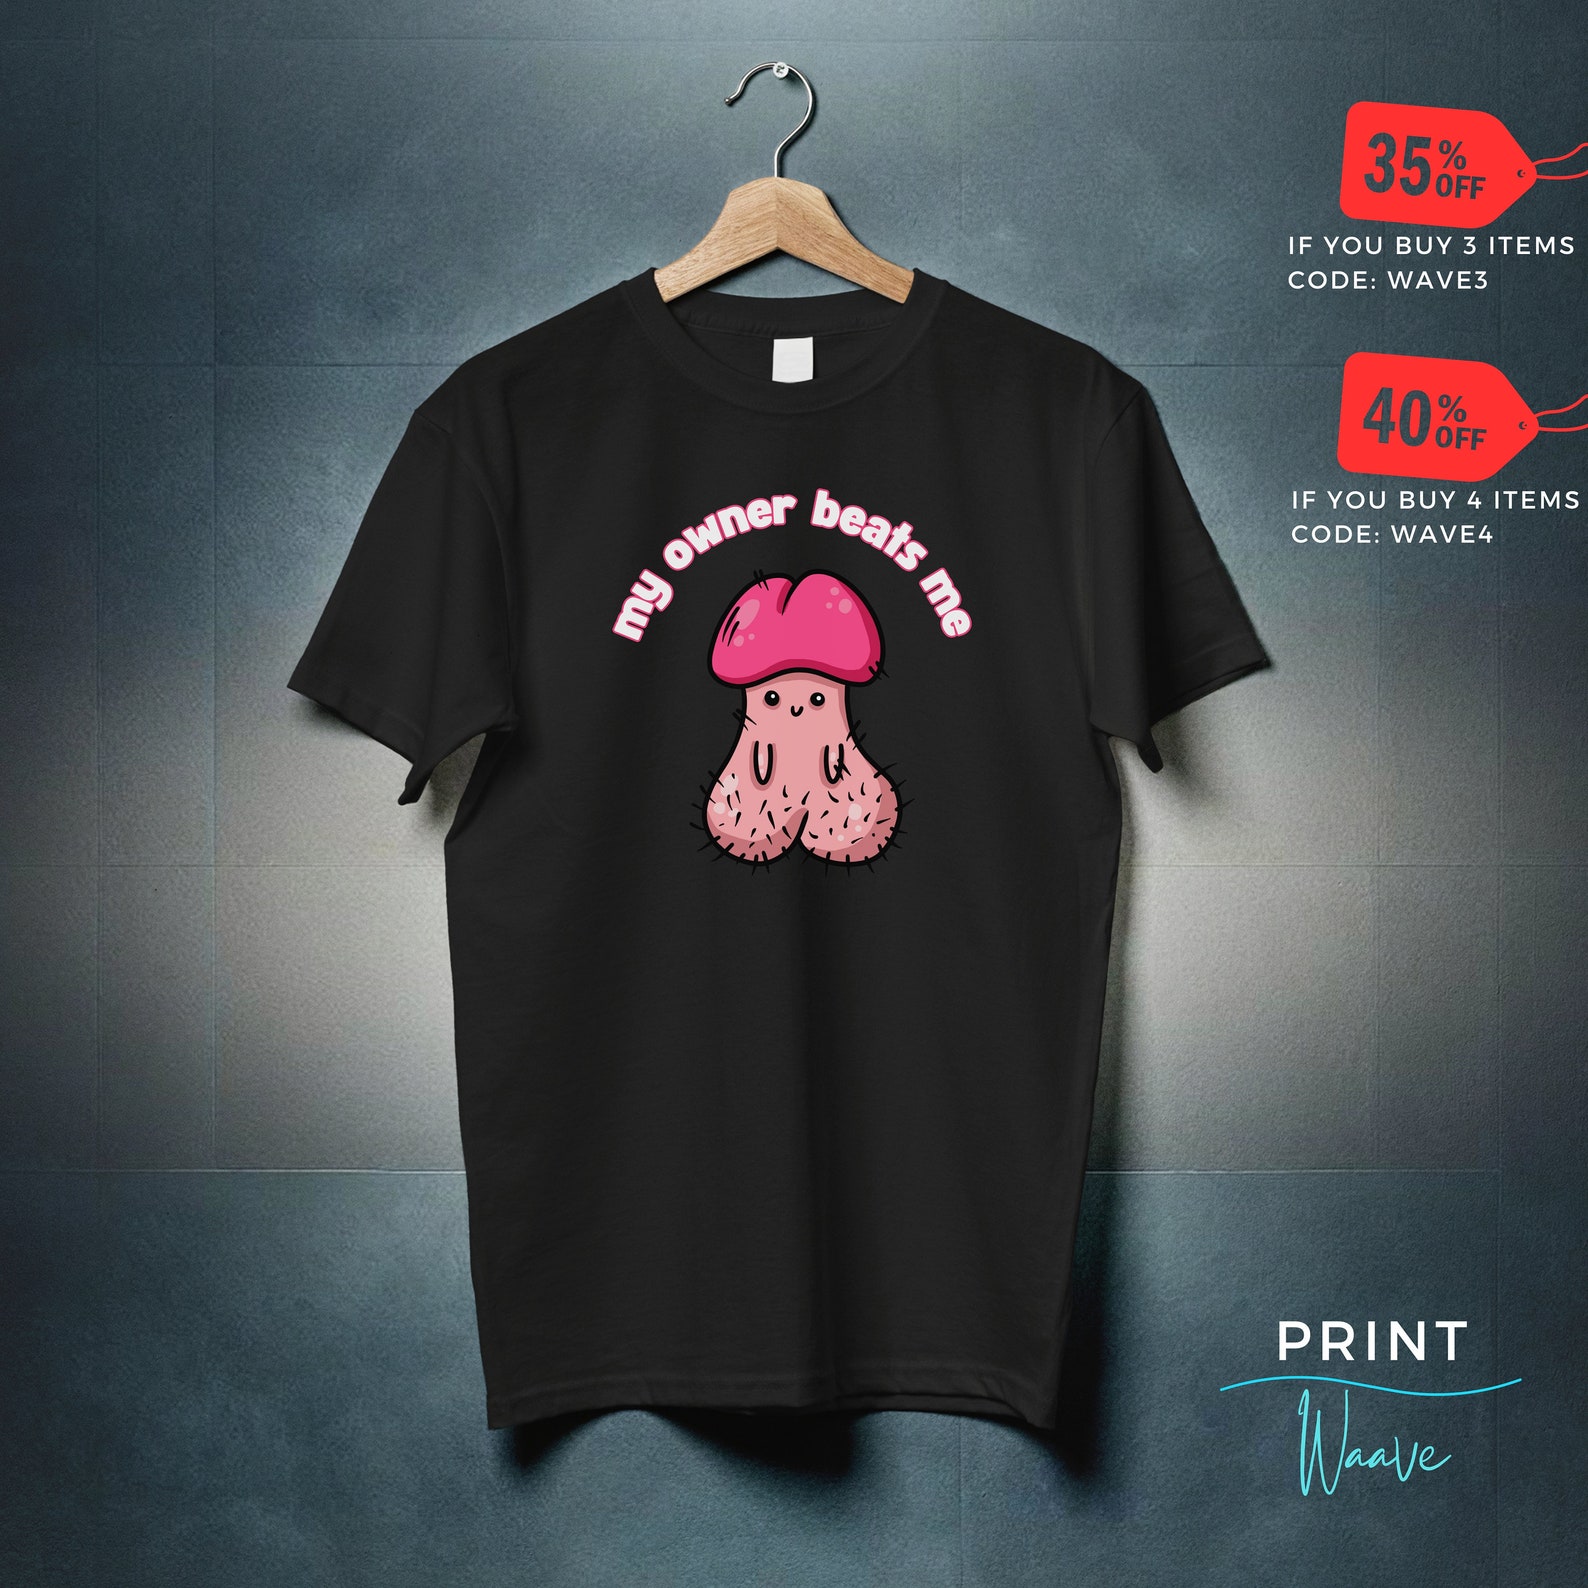 my owner beats me
35% OFF
IF YOU BUY 3 ITEMS
CODE: WAVE3
40% OFF
IF YOU BUY 4 ITEMS
CODE: WAVE4
PRINT
Waave